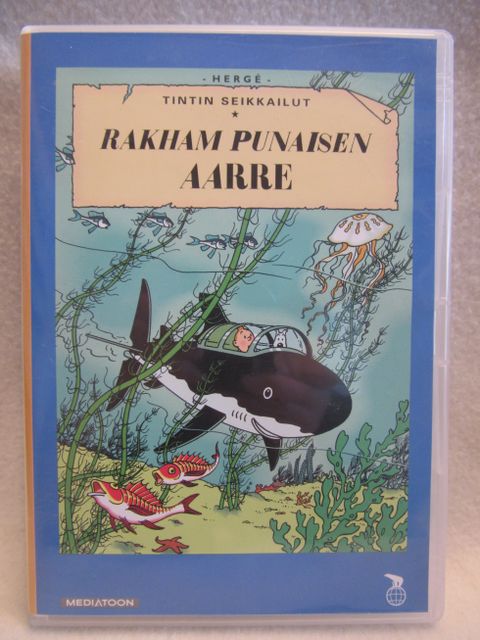 - HERGÉ -
TINTIN SEIKKAILUT
★
RAKHAM PUNAISEN
AARRE
MEDIATOON